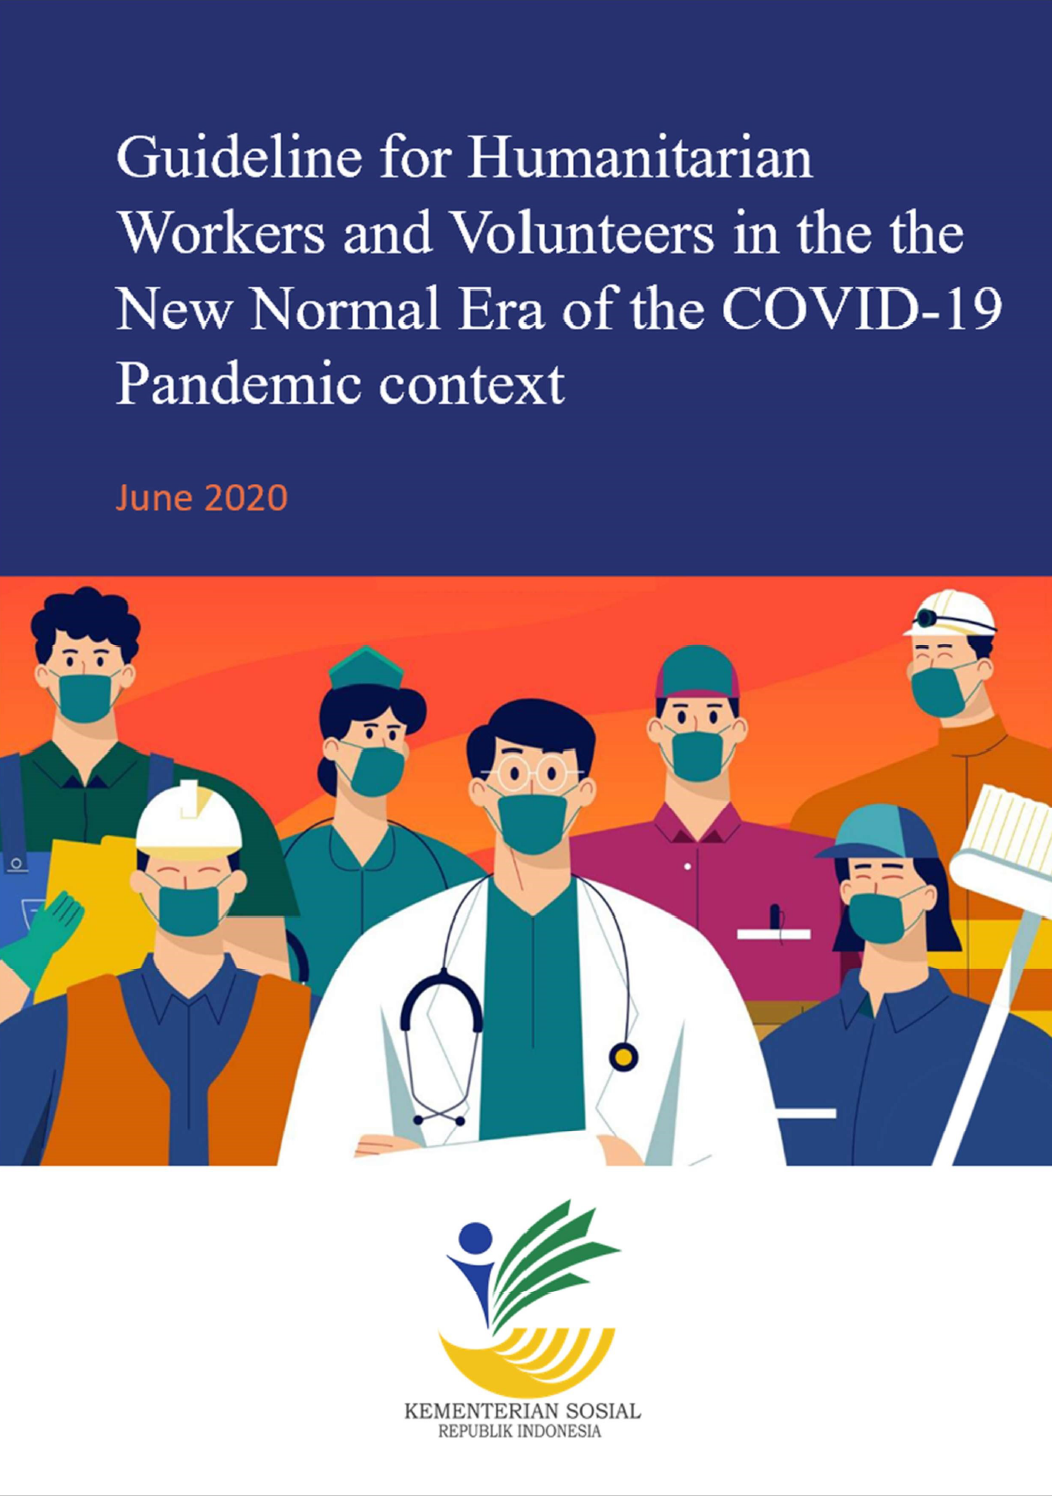 Guideline for Humanitarian
Workers and Volunteers in the the
New Normal Era of the COVID-19
Pandemic context
June 2020
KEMENTERIAN SOSIAL
REPUBLIK INDONESIA